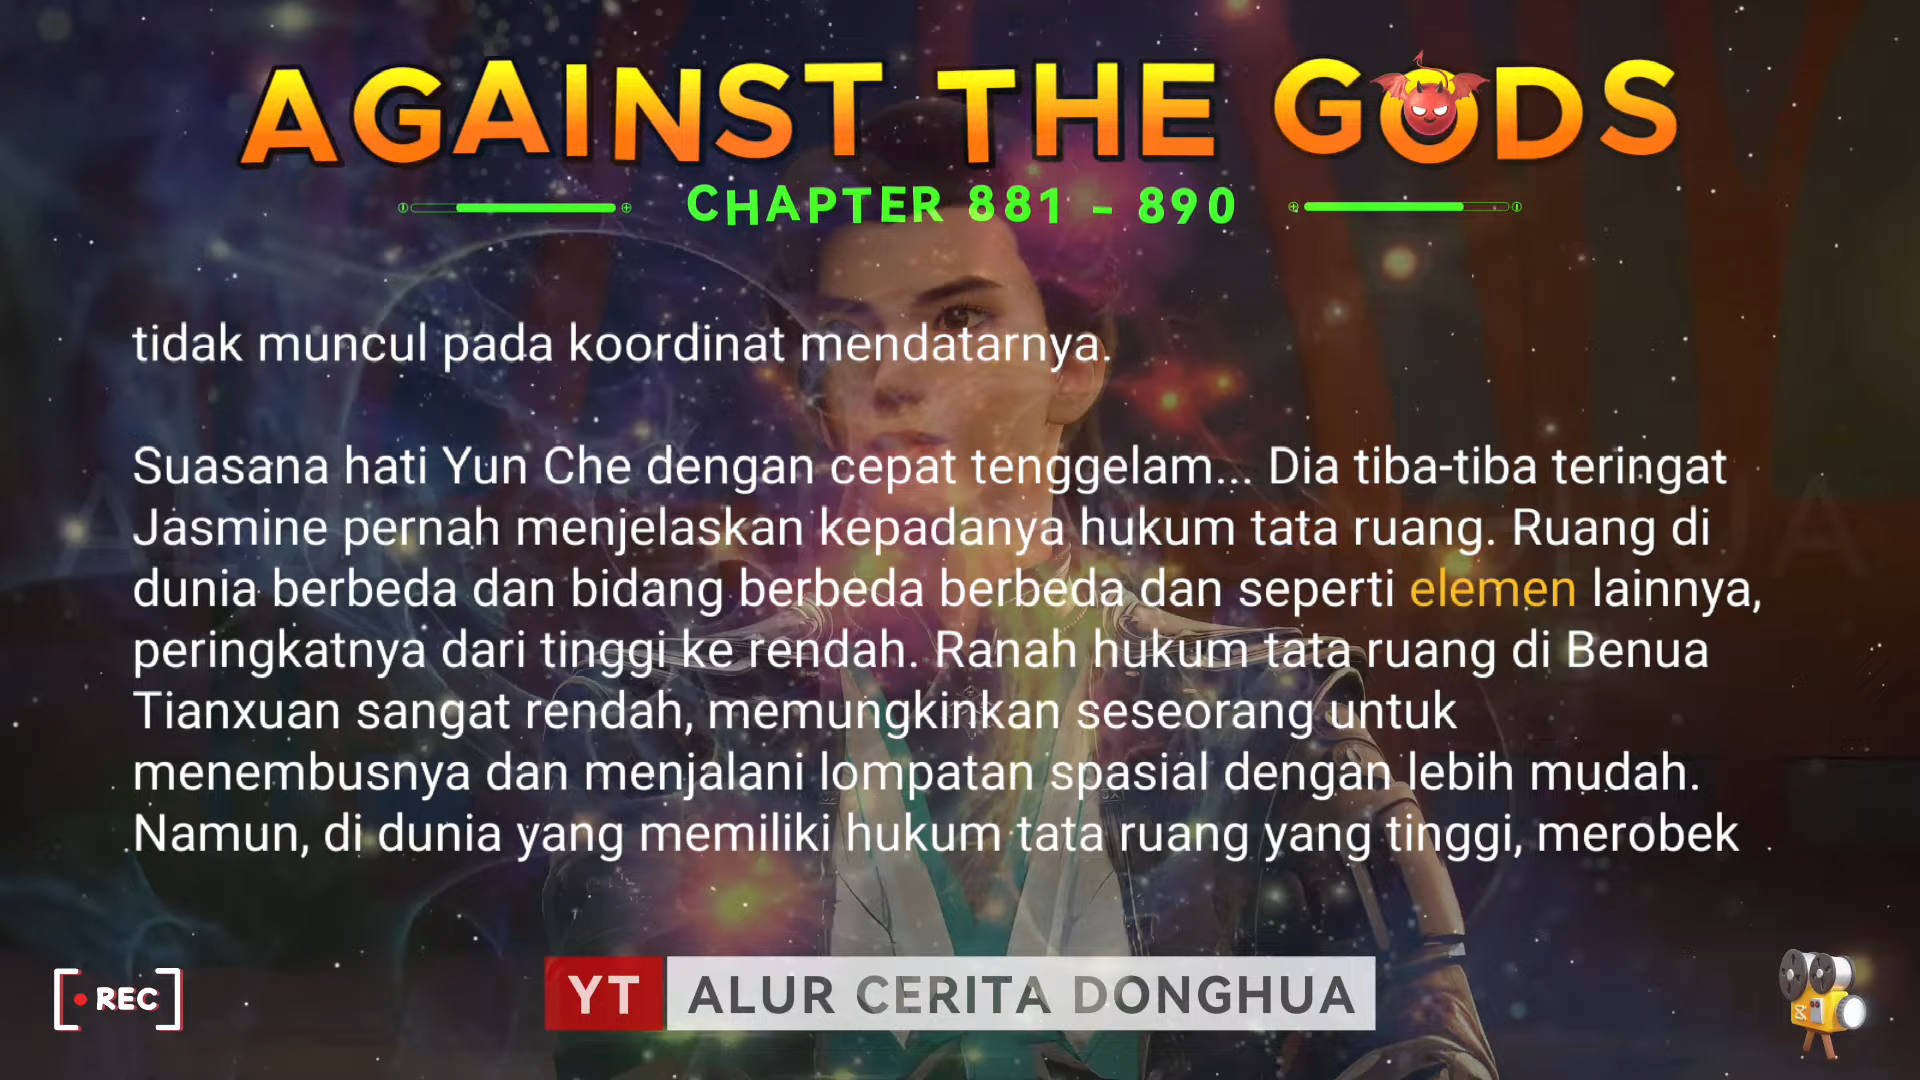 AGAINST THE GODS
CHAPTER 881 - 890
tidak muncul pada koordinat mendatarnya.
Suasana hati Yun Che dengan cepat tenggelam... Dia tiba-tiba teringat
Jasmine pernah menjelaskan kepadanya hukum tata ruang. Ruang di
dunia berbeda dan bidang berbeda berbeda dan seperti elemen lainnya,
peringkatnya dari tinggi ke rendah. Ranah hukum tata ruang di Benua
Tianxuan sangat rendah, memungkinkan seseorang untuk
menembusnya dan menjalani lompatan spasial dengan lebih mudah.
Namun, di dunia yang memiliki hukum tata ruang yang tinggi, merobek
REC
YT ALUR CERITA DONGHUA